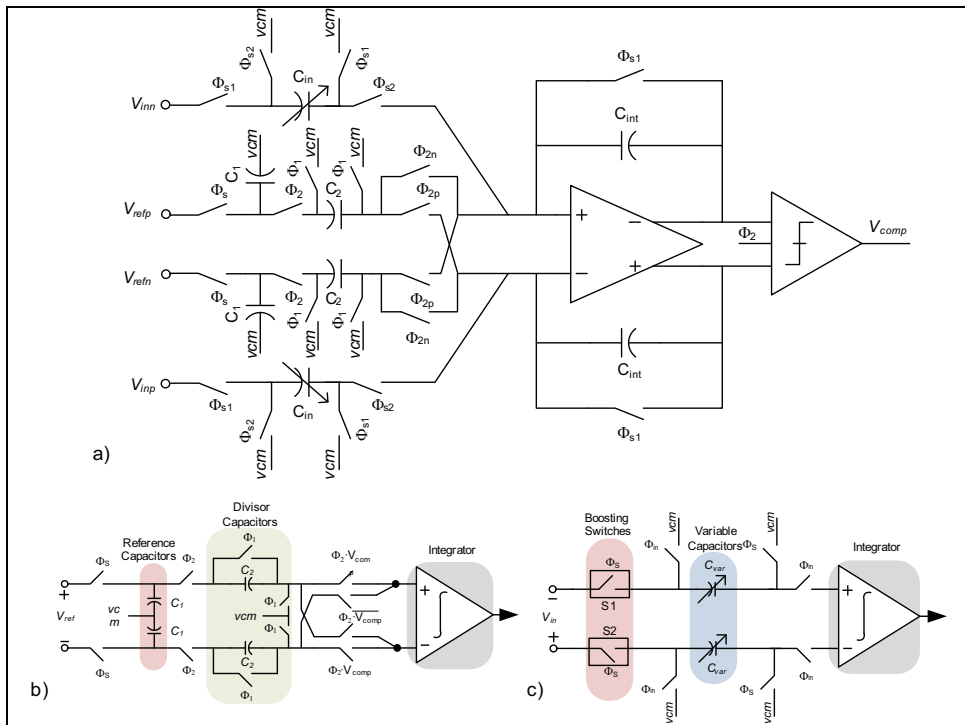 vcm
vcm
Φs2
Φs1
Φs1
Cin
Φs2
Vinn
Φs1
Cint
vcm
vcm
vcm
C1
Φ1
Φ1
Φ2n
Φs
Φ2
C2
Φ2p
Vrefp
+
−
Φ2
Vcomp
Vrefn
−
+
Φs
Φ2
C2
Φ2p
C1
Φ1
Φ1
Φ2n
vcm
vcm
vcm
Cint
Vinp
Φs1
Cin
Φs2
Φs2
Φs1
Φs1
vcm
vcm
a)
Divisor
Capacitors
Reference
Capacitors
Integrator
ΦS
Φ2
Φ1
Φ2·Vcom
C2
+
C1
Φ1
+
Vref
vc
m
vcm
Φ2·Vcomp
Φ1
C1
−
C2
−
ΦS
Φ2
Φ1
Φ2·Vcomp
b)
Boosting
Switches
vcm
Variable
Capacitors
vcm
Integrator
ΦS
Φin
Cvar
ΦS
Φin
−
S1
+
Vin
S2
+
−
ΦS
Cvar
Φin
ΦS
Φin
vcm
vcm
c)